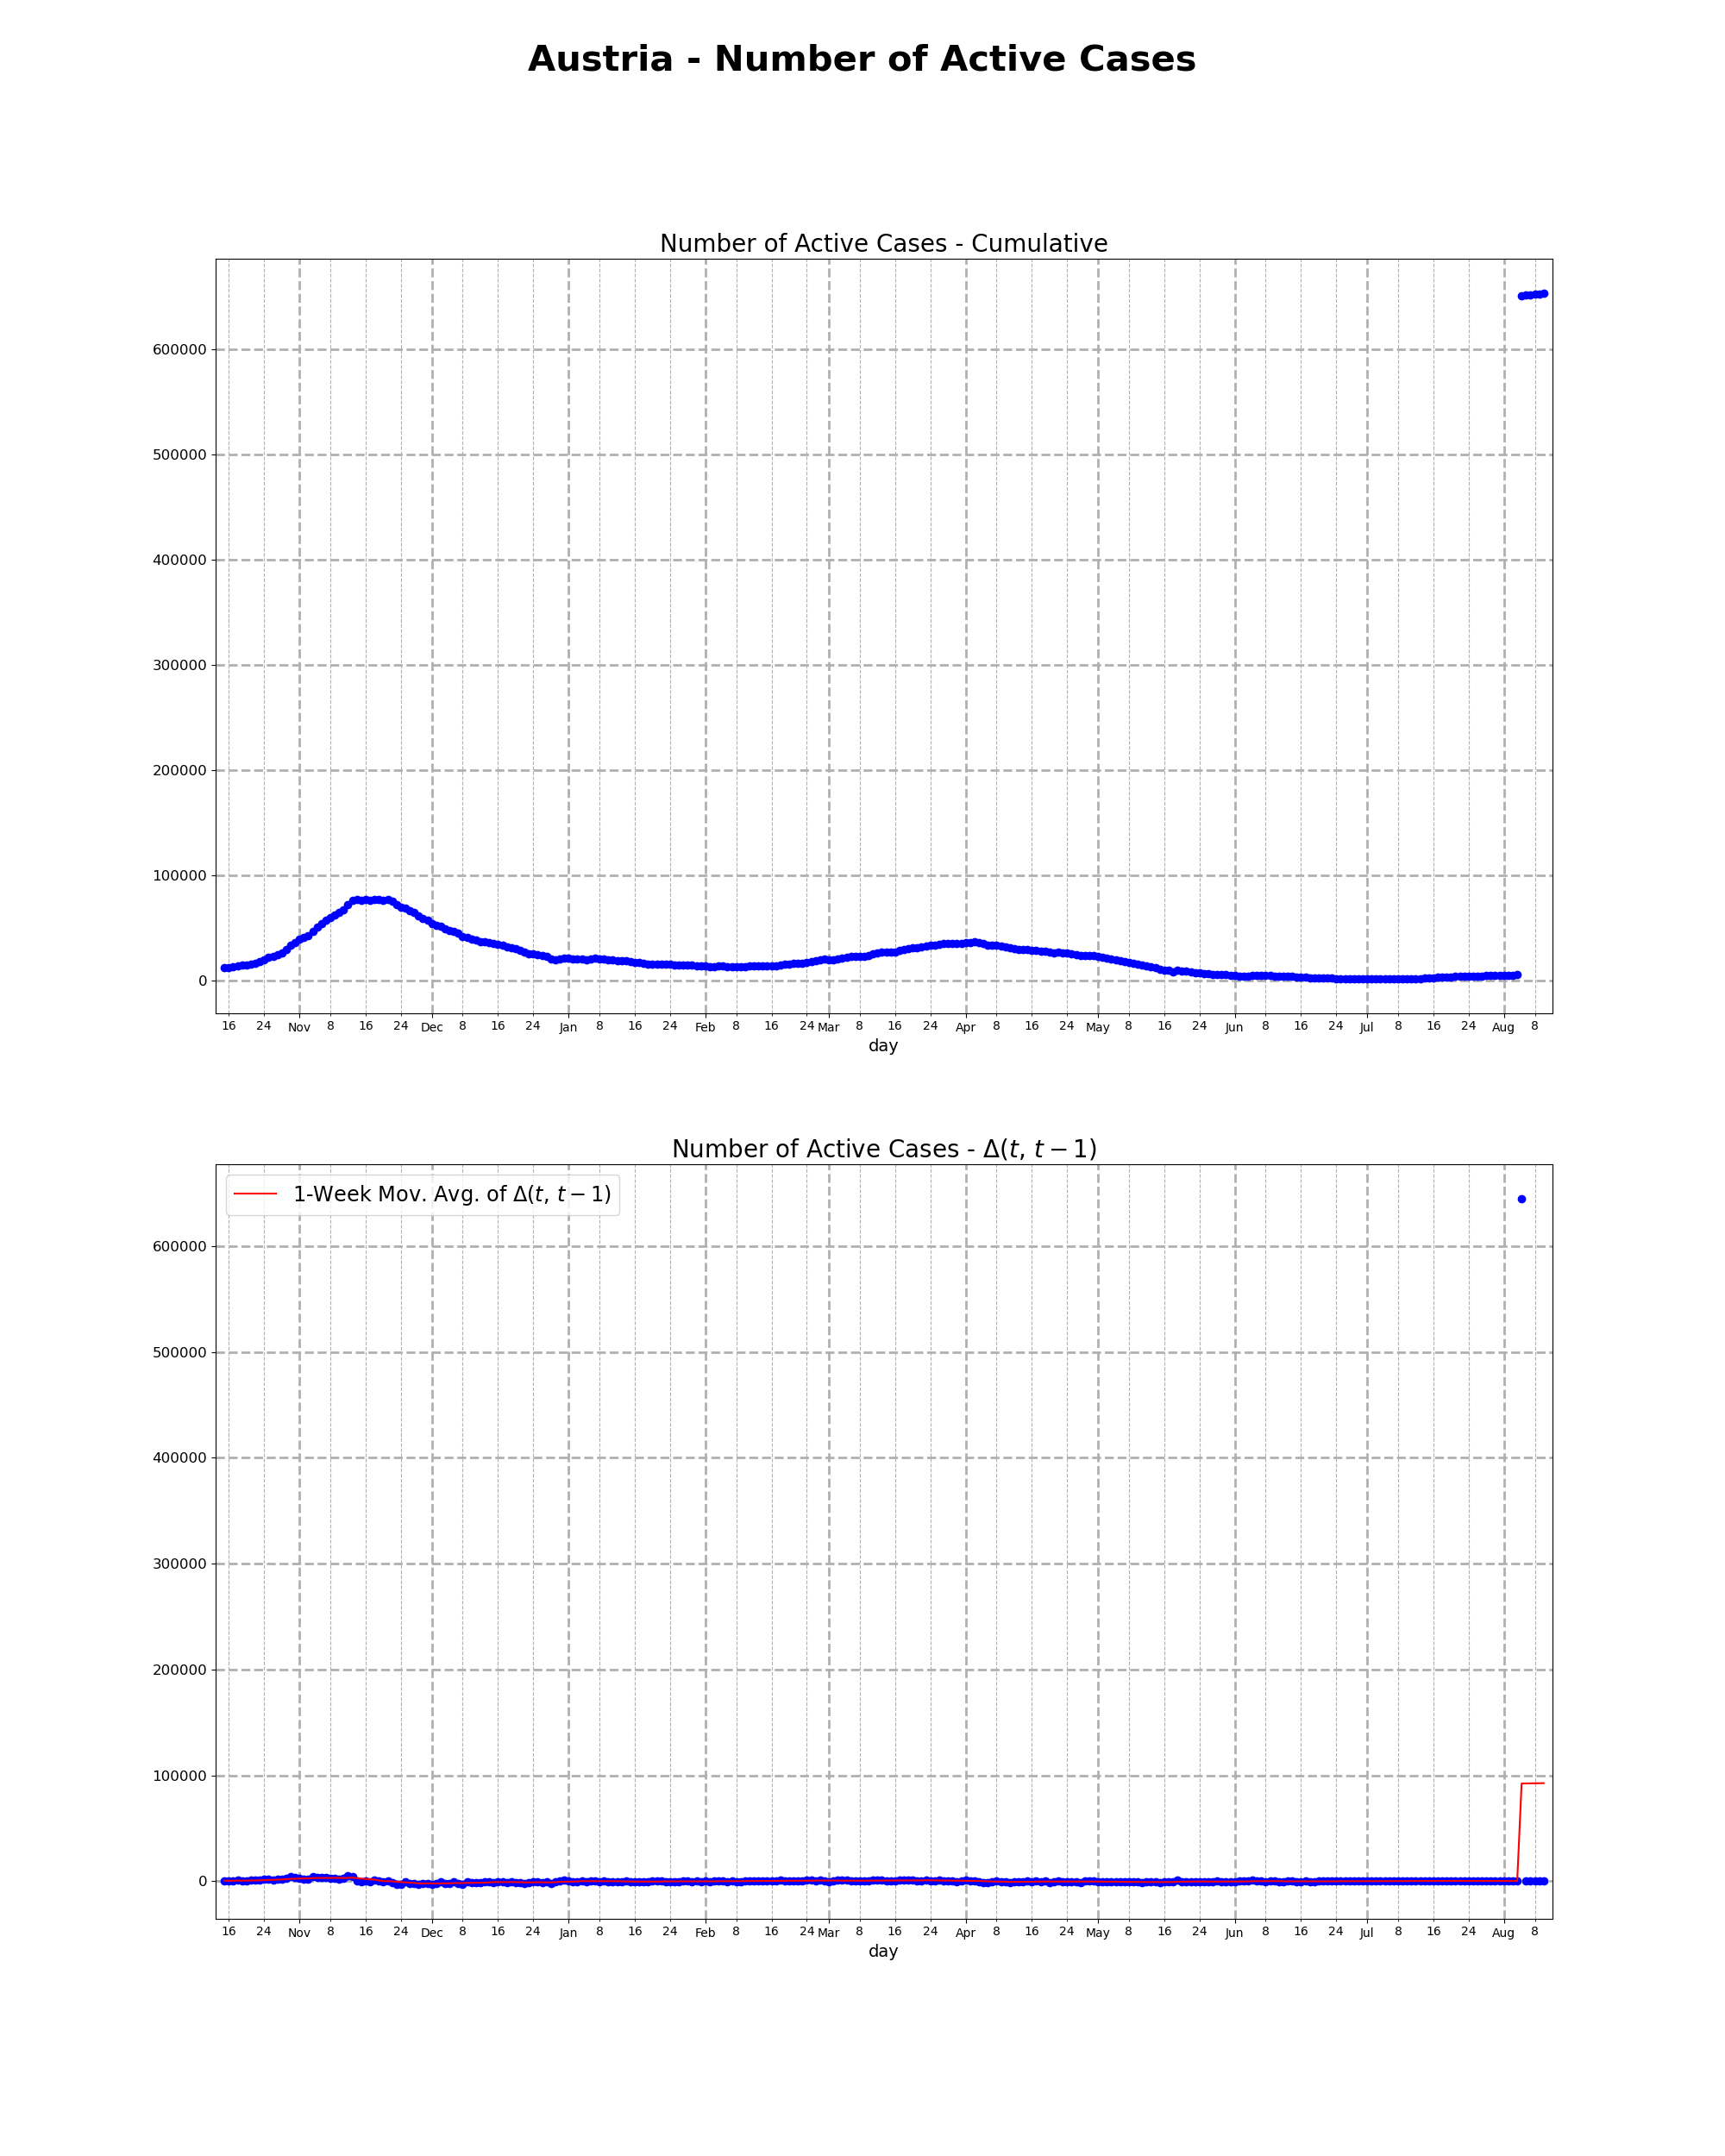 Austria - Number of Active Cases
Number of Active Cases - Cumulative
600000
500000
400000
300000
200000
100000
0
16 24 Nov 8 16 24 Dec 8 16 24 Jan 8 16 24 Feb 8 16 24 Mar 8 16 24 Apr 8 16 24 May 8 16 24 Jun 8 16 24 Jul 8 16 24 Aug 8
day
Number of Active Cases - Δ(t, t − 1)
1-Week Mov. Avg. of Δ(t, t − 1)
600000
500000
400000
300000
200000
100000
0
16 24 Nov 8 16 24 Dec 8 16 24 Jan 8 16 24 Feb 8 16 24 Mar 8 16 24 Apr 8 16 24 May 8 16 24 Jun 8 16 24 Jul 8 16 24 Aug 8
day